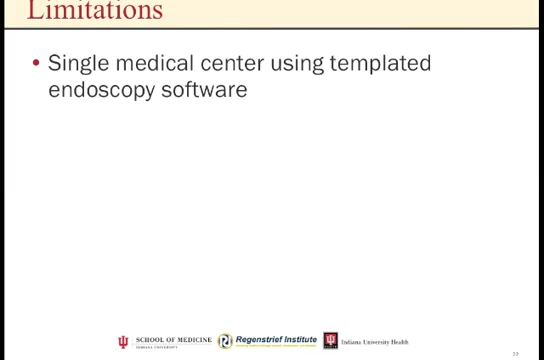 Limitations
• Single medical center using templated
endoscopy software
SCHOOL OF MEDICINE
INDIANA UNIVERSITY
Regenstrief Institute
Indiana University Health